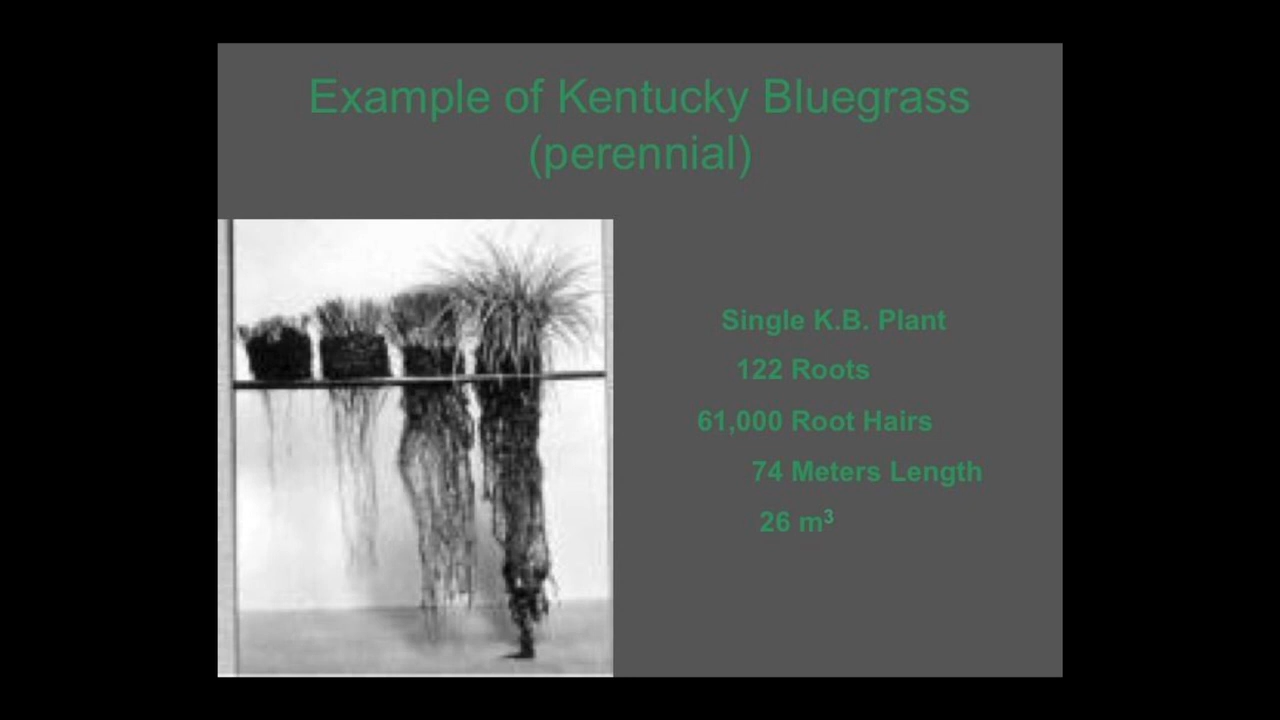 Example of Kentucky Bluegrass
(perennial)
Single K.B. Plant
122 Roots
61,000 Root Hairs
74 Meters Length
26 m³